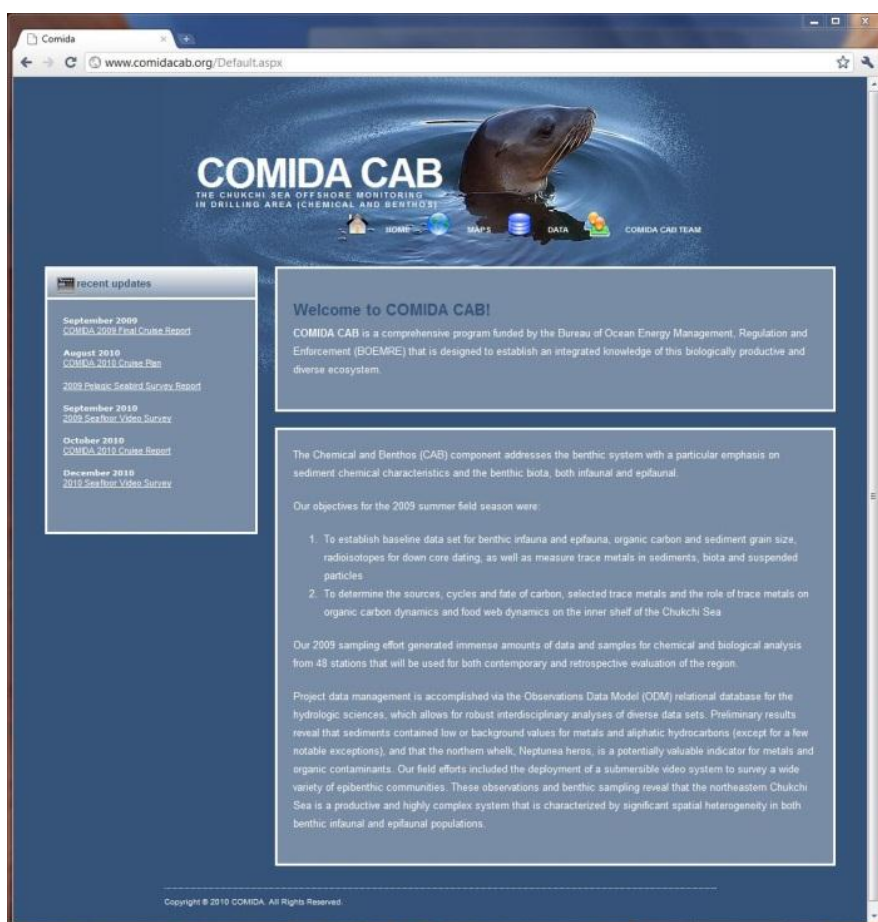 Comida
www.comidacab.org/Default.aspx
COMIDA CAB
THE CHUKCHI SEA OFFSHORE MONITORING
IN DRILLING AREA (CHEMICAL AND BENTHOS)
HOME MAPS DATA COMIDA CAB TEAM
recent updates
September 2009
COMIDA 2009 Final Cruise Report
August 2010
COMIDA 2010 Cruise Plan
2009 Pelagic Seabird Survey Report
September 2010
2009 Seafloor Video Survey
October 2010
COMIDA 2010 Cruise Report
December 2010
2010 Seafloor Video Survey
Welcome to COMIDA CAB!
COMIDA CAB is a comprehensive program funded by the Bureau of Ocean Energy Management, Regulation and
Enforcement (BOEMRE) that is designed to establish an integrated knowledge of this biologically productive and
diverse ecosystem.
The Chemical and Benthos (CAB) component addresses the benthic system with a particular emphasis on
sediment chemical characteristics and the benthic biota, both infaunal and epifaunal.
Our objectives for the 2009 summer field season were:
1. To establish baseline data set for benthic infauna and epifauna, organic carbon and sediment grain size,
radioisotopes for down core dating, as well as measure trace metals in sediments, biota and suspended
particles
2. To determine the sources, cycles and fate of carbon, selected trace metals and the role of trace metals on
organic carbon dynamics and food web dynamics on the inner shelf of the Chukchi Sea
Our 2009 sampling effort generated immense amounts of data and samples for chemical and biological analysis
from 48 stations that will be used for both contemporary and retrospective evaluation of the region.
Project data management is accomplished via the Observations Data Model (ODM) relational database for the
hydrologic sciences, which allows for robust interdisciplinary analyses of diverse data sets. Preliminary results
reveal that sediments contained low or background values for metals and aliphatic hydrocarbons (except for a few
notable exceptions), and that the northern whelk, Neptunea heros, is a potentially valuable indicator for metals and
organic contaminants. Our field efforts included the deployment of a submersible video system to survey a wide
variety of epibenthic communities. These observations and benthic sampling reveal that the northeastern Chukchi
Sea is a productive and highly complex system that is characterized by significant spatial heterogeneity in both
benthic infaunal and epifaunal populations.
Copyright © 2010 COMIDA. All Rights Reserved.